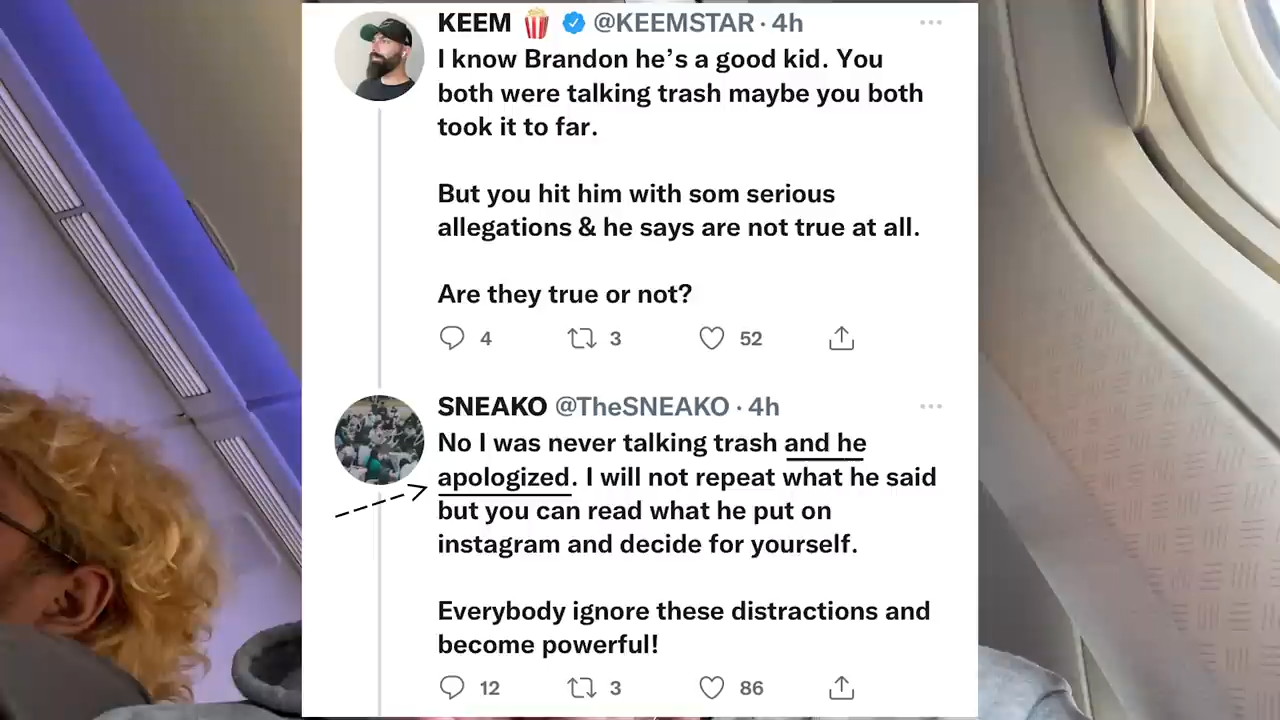 KEEM 🍿 @KEEMSTAR · 4h
I know Brandon he's a good kid. You
both were talking trash maybe you both
took it to far.
But you hit him with som serious
allegations & he says are not true at all.
Are they true or not?
4 3 52
SNEAKO @TheSNEAKO · 4h
No I was never talking trash and he
apologized. I will not repeat what he said
but you can read what he put on
instagram and decide for yourself.
Everybody ignore these distractions and
become powerful!
12 3 86